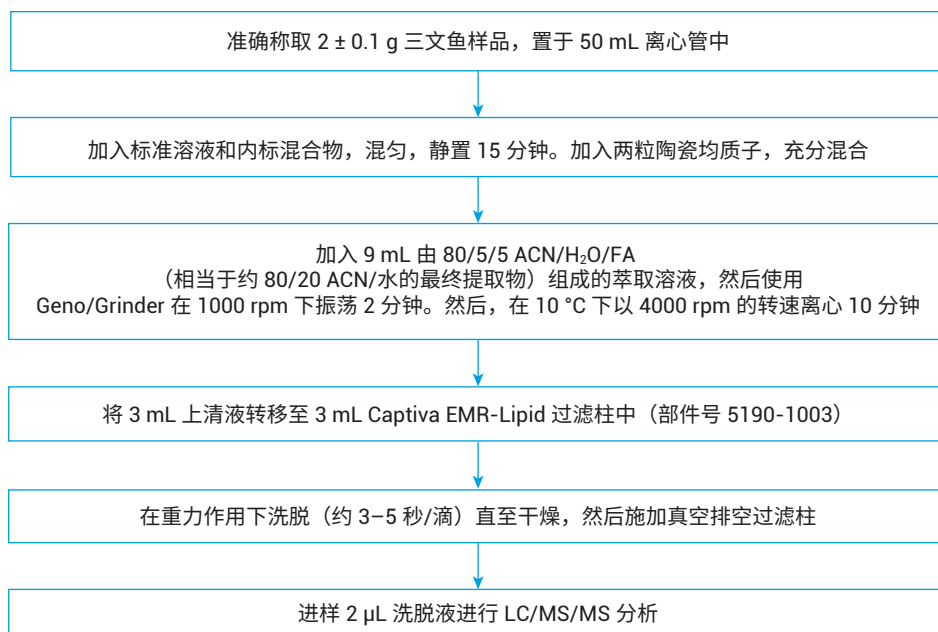 准确称取 2 ± 0.1 g 三文鱼样品，置于 50 mL 离心管中
加入标准溶液和内标混合物，混匀，静置 15 分钟。加入两粒陶瓷均质子，充分混合
加入 9 mL 由 80/5/5 ACN/H₂O/FA
（相当于约 80/20 ACN/水的最终提取物）组成的萃取溶液，然后使用
Geno/Grinder 在 1000 rpm 下振荡 2 分钟。然后，在 10 °C 下以 4000 rpm 的转速离心 10 分钟
将 3 mL 上清液转移至 3 mL Captiva EMR-Lipid 过滤柱中（部件号 5190-1003）
在重力作用下洗脱（约 3–5 秒/滴）直至干燥，然后施加真空排空过滤柱
进样 2 µL 洗脱液进行 LC/MS/MS 分析